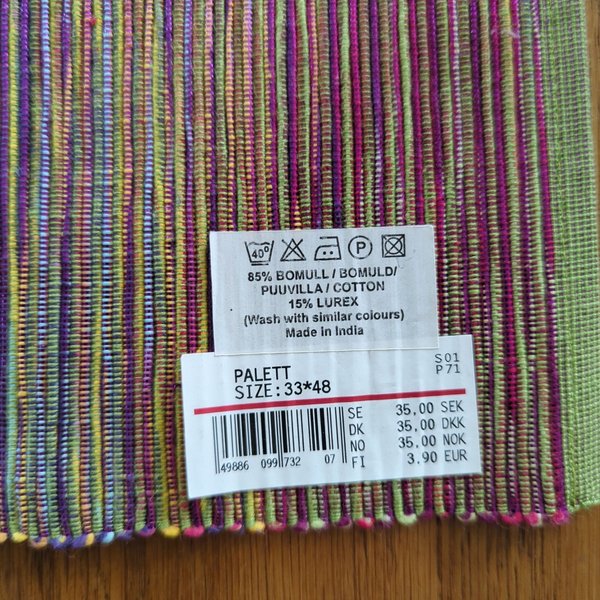 40°
P
85% BOMULL / BOMULD/
PUUVILLA / COTTON
15% LUREX
(Wash with similar colours)
Made in India
PALETT S01
SIZE:33*48 P71
SE 35,00 SEK
DK 35,00 DKK
NO 35,00 NOK
FI 3.90 EUR
49886 099 732 07